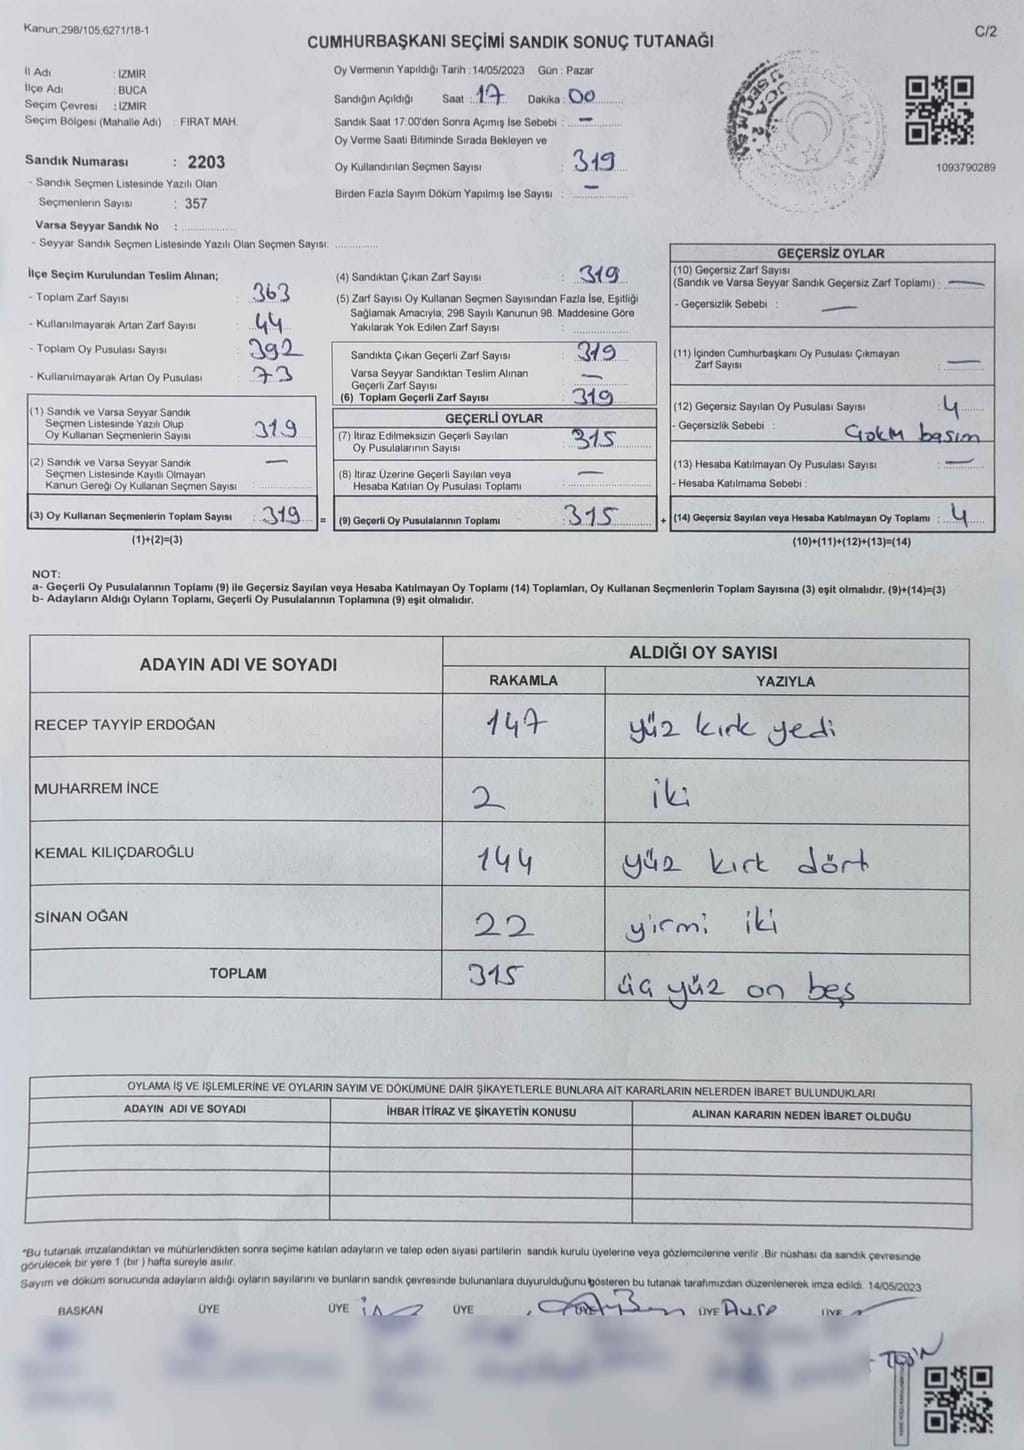 Kanun;298/105;6271/18-1
C/2
CUMHURBAŞKANI SEÇİMİ SANDIK SONUÇ TUTANAĞI
İl Adı : İZMİR
İlçe Adı : BUCA
Seçim Çevresi : İZMİR
Seçim Bölgesi (Mahalle Adı) : FIRAT MAH.
Sandık Numarası : 2203
- Sandık Seçmen Listesinde Yazılı Olan
Seçmenlerin Sayısı : 357
Varsa Seyyar Sandık No :
- Seyyar Sandık Seçmen Listesinde Yazılı Olan Seçmen Sayısı:
Oy Vermenin Yapıldığı Tarih :14/05/2023 Gün : Pazar
Sandığın Açıldığı Saat : 17 Dakika : 00
Sandık Saat 17:00'den Sonra Açımış İse Sebebi : —
Oy Verme Saati Bitiminde Sırada Bekleyen ve
Oy Kullandırılan Seçmen Sayısı : 319
Birden Fazla Sayım Döküm Yapılmış İse Sayısı : —
1093790289
İlçe Seçim Kurulundan Teslim Alınan;
- Toplam Zarf Sayısı : 363
- Kullanılmayarak Artan Zarf Sayısı : 44
- Toplam Oy Pusulası Sayısı : 392
- Kullanılmayarak Artan Oy Pusulası : 73
(1) Sandık ve Varsa Seyyar Sandık
Seçmen Listesinde Yazılı Olup
Oy Kullanan Seçmenlerin Sayısı : 319
(2) Sandık ve Varsa Seyyar Sandık
Seçmen Listesinde Kayıtlı Olmayan
Kanun Gereği Oy Kullanan Seçmen Sayısı : —
(3) Oy Kullanan Seçmenlerin Toplam Sayısı : 319 =
(1)+(2)=(3)
(4) Sandıktan Çıkan Zarf Sayısı : 319
(5) Zarf Sayısı Oy Kullanan Seçmen Sayısından Fazla İse, Eşitliği
Sağlamak Amacıyla; 298 Sayılı Kanunun 98. Maddesine Göre
Yakılarak Yok Edilen Zarf Sayısı :
Sandıkta Çıkan Geçerli Zarf Sayısı : 319
Varsa Seyyar Sandıktan Teslim Alınan
Geçerli Zarf Sayısı : —
(6) Toplam Geçerli Zarf Sayısı : 319
GEÇERLİ OYLAR
(7) İtiraz Edilmeksizin Geçerli Sayılan
Oy Pusulalarının Sayısı : 315
(8) İtiraz Üzerine Geçerli Sayılan veya
Hesaba Katılan Oy Pusulası Toplamı : —
(9) Geçerli Oy Pusulalarının Toplamı : 315 +
GEÇERSİZ OYLAR
(10) Geçersiz Zarf Sayısı
(Sandık ve Varsa Seyyar Sandık Geçersiz Zarf Toplamı) : —
- Geçersizlik Sebebi : —
(11) İçinden Cumhurbaşkanı Oy Pusulası Çıkmayan
Zarf Sayısı : —
(12) Geçersiz Sayılan Oy Pusulası Sayısı : 4
- Geçersizlik Sebebi : basım
(13) Hesaba Katılmayan Oy Pusulası Sayısı : —
- Hesaba Katılmama Sebebi :
(14) Geçersiz Sayılan veya Hesaba Katılmayan Oy Toplamı : 4
(10)+(11)+(12)+(13)=(14)
NOT:
a- Geçerli Oy Pusulalarının Toplamı (9) ile Geçersiz Sayılan veya Hesaba Katılmayan Oy Toplamı (14) Toplamları, Oy Kullanan Seçmenlerin Toplam Sayısına (3) eşit olmalıdır. (9)+(14)=(3)
b- Adayların Aldığı Oyların Toplamı, Geçerli Oy Pusulalarının Toplamına (9) eşit olmalıdır.
ADAYIN ADI VE SOYADI
ALDIĞI OY SAYISI
RAKAMLA YAZIYLA
RECEP TAYYİP ERDOĞAN 147 yüz kırk yedi
MUHARREM İNCE 2 iki
KEMAL KILIÇDAROĞLU 144 yüz kırk dört
SİNAN OĞAN 22 yirmi iki
TOPLAM 315 üç yüz on beş
OYLAMA İŞ VE İŞLEMLERİNE VE OYLARIN SAYIM VE DÖKÜMÜNE DAİR ŞİKAYETLERLE BUNLARA AİT KARARLARIN NELERDEN İBARET BULUNDUKLARI
ADAYIN ADI VE SOYADI İHBAR İTİRAZ VE ŞİKAYETİN KONUSU ALINAN KARARIN NEDEN İBARET OLDUĞU
*Bu tutanak imzalandıktan ve mühürlendikten sonra seçime katılan adayların ve talep eden siyasi partilerin sandık kurulu üyelerine veya gözlemcilerine verilir .Bir nüshası da sandık çevresinde
görülecek bir yere 1 (bir ) hafta süreyle asılır.
Sayım ve döküm sonucunda adayların aldığı oyların sayılarını ve bunların sandık çevresinde bulunanlara duyurulduğunu gösteren bu tutanak tarafımızdan düzenlenerek imza edildi. 14/05/2023
BAŞKAN ÜYE ÜYE ÜYE ÜYE ÜYE ÜYE